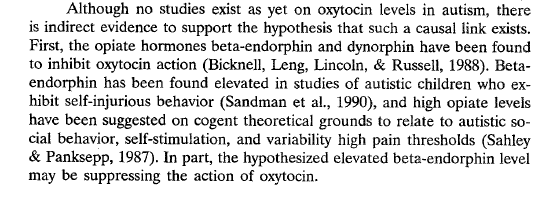 Although no studies exist as yet on oxytocin levels in autism, there
is indirect evidence to support the hypothesis that such a causal link exists.
First, the opiate hormones beta-endorphin and dynorphin have been found
to inhibit oxytocin action (Bicknell, Leng, Lincoln, & Russell, 1988). Beta-
endorphin has been found elevated in studies of autistic children who ex-
hibit self-injurious behavior (Sandman et al., 1990), and high opiate levels
have been suggested on cogent theoretical grounds to relate to autistic so-
cial behavior, self-stimulation, and variability high pain thresholds (Sahley
& Panksepp, 1987). In part, the hypothesized elevated beta-endorphin level
may be suppressing the action of oxytocin.